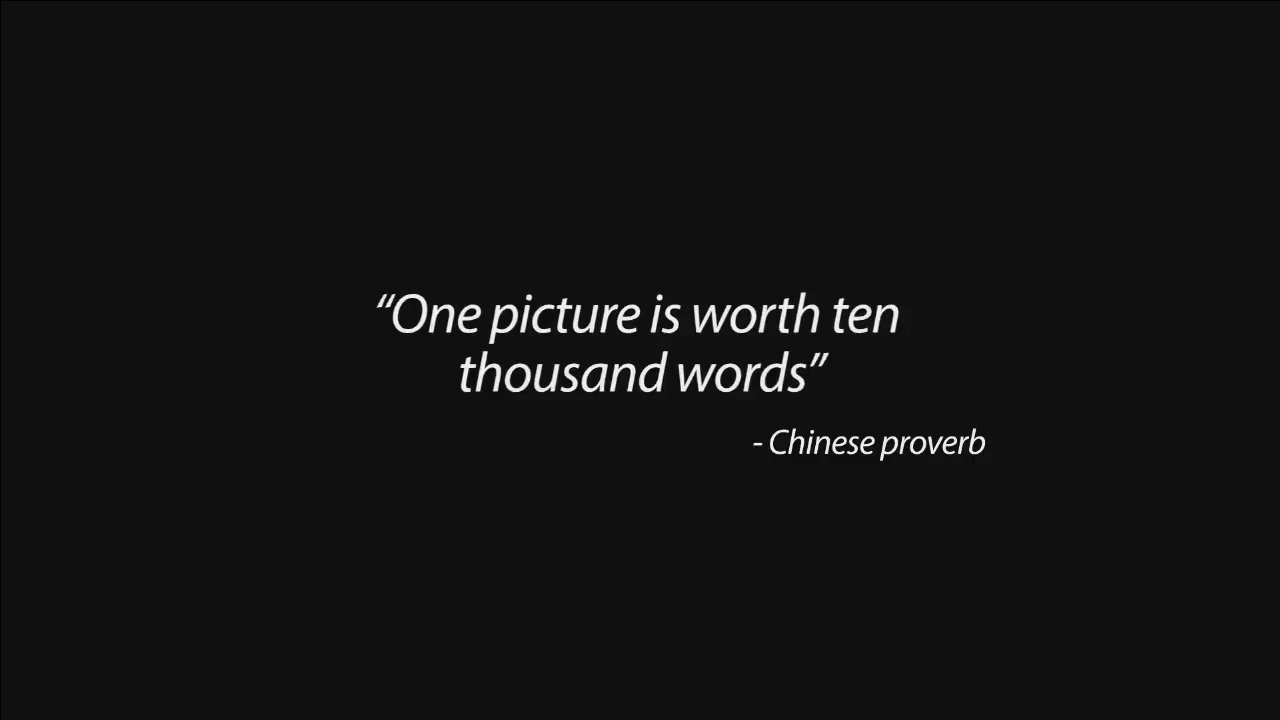 “One picture is worth ten
thousand words”
- Chinese proverb